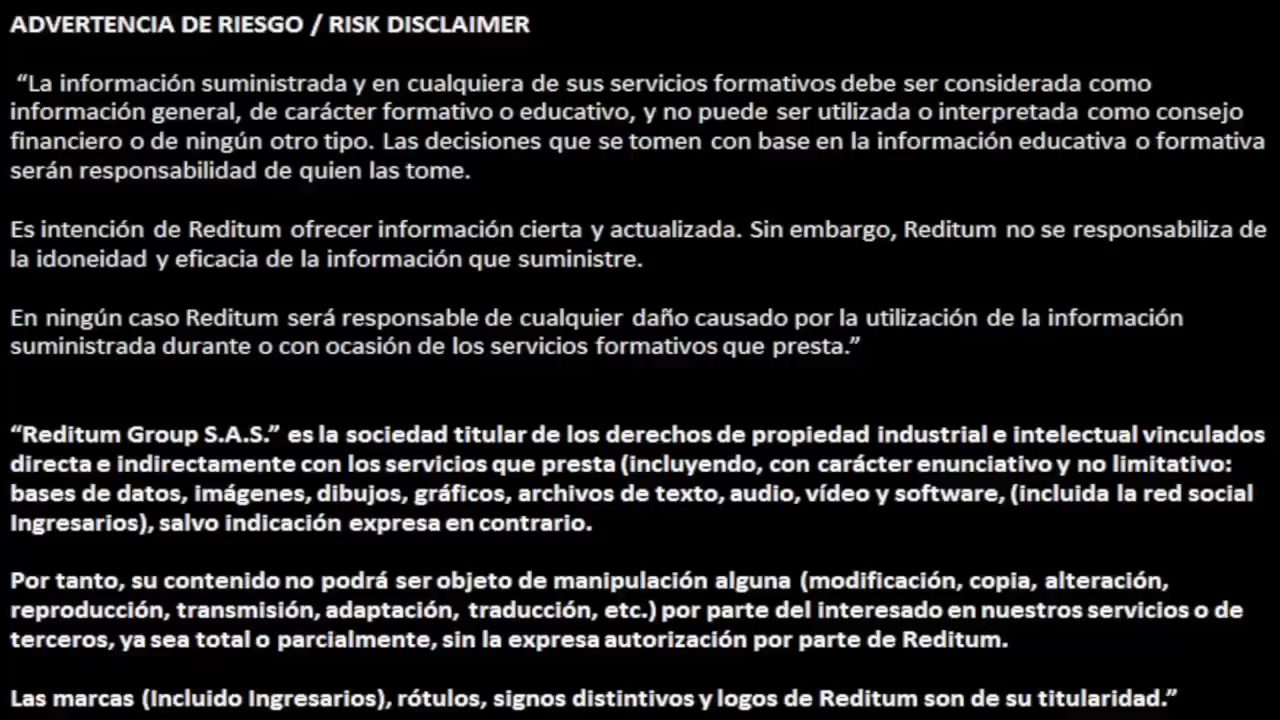 ADVERTENCIA DE RIESGO / RISK DISCLAIMER
“La información suministrada y en cualquiera de sus servicios formativos debe ser considerada como
información general, de carácter formativo o educativo, y no puede ser utilizada o interpretada como consejo
financiero o de ningún otro tipo. Las decisiones que se tomen con base en la información educativa o formativa
serán responsabilidad de quien las tome.
Es intención de Reditum ofrecer información cierta y actualizada. Sin embargo, Reditum no se responsabiliza de
la idoneidad y eficacia de la información que suministre.
En ningún caso Reditum será responsable de cualquier daño causado por la utilización de la información
suministrada durante o con ocasión de los servicios formativos que presta.”
“Reditum Group S.A.S.” es la sociedad titular de los derechos de propiedad industrial e intelectual vinculados
directa e indirectamente con los servicios que presta (incluyendo, con carácter enunciativo y no limitativo:
bases de datos, imágenes, dibujos, gráficos, archivos de texto, audio, vídeo y software, (incluida la red social
Ingresarios), salvo indicación expresa en contrario.
Por tanto, su contenido no podrá ser objeto de manipulación alguna (modificación, copia, alteración,
reproducción, transmisión, adaptación, traducción, etc.) por parte del interesado en nuestros servicios o de
terceros, ya sea total o parcialmente, sin la expresa autorización por parte de Reditum.
Las marcas (Incluido Ingresarios), rótulos, signos distintivos y logos de Reditum son de su titularidad.”